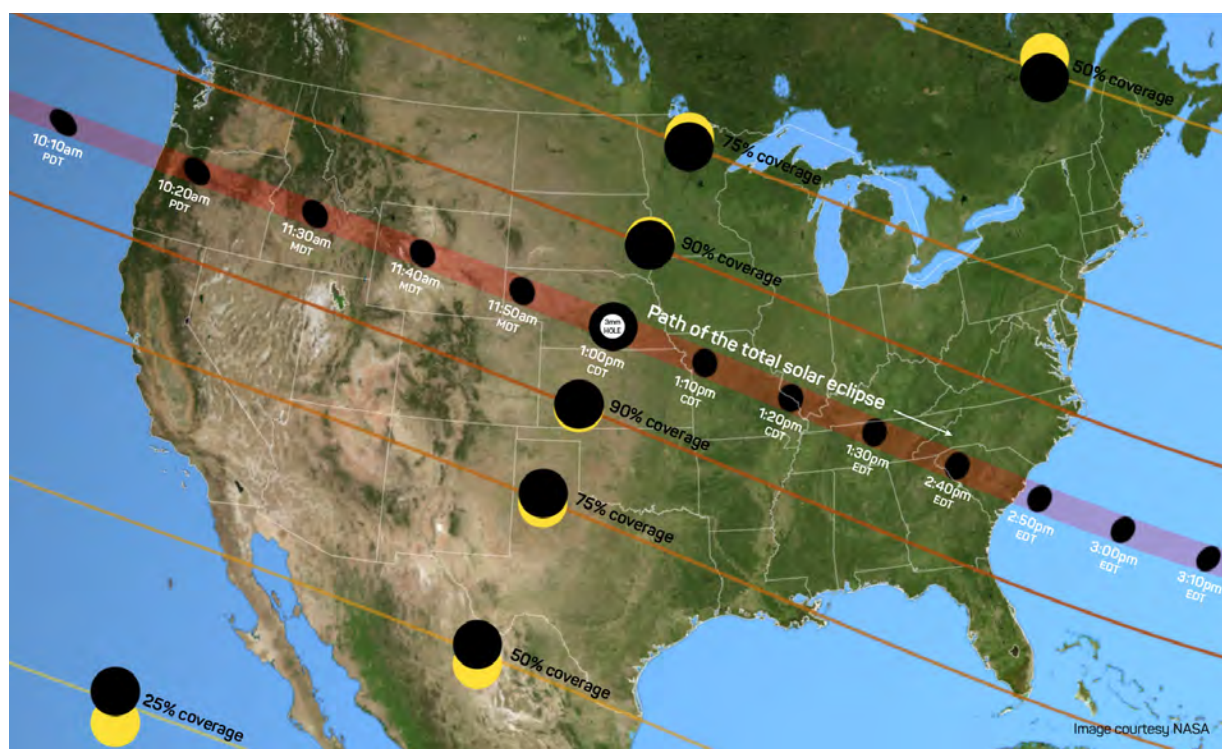 50% coverage
75% coverage
90% coverage
10:10am
PDT
10:20am
PDT
11:30am
MDT
11:40am
MDT
11:50am
MDT
3mm
HOLE
1:00pm
CDT
Path of the total solar eclipse
1:10pm
CDT
1:20pm
CDT
1:30pm
EDT
2:40pm
EDT
2:50pm
EDT
3:00pm
EDT
3:10pm
EDT
90% coverage
75% coverage
50% coverage
25% coverage
Image courtesy NASA